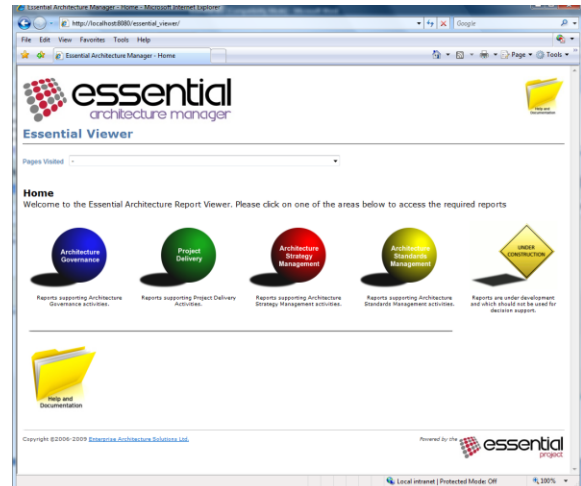 Essential Architecture Manager - Home - Microsoft Internet Explorer
http://localhost:8080/essential_viewer/
Google
File Edit View Favorites Tools Help
Essential Architecture Manager - Home
Page Tools
essential
architecture manager
Help and
Documentation
Essential Viewer
Pages Visited -
Home
Welcome to the Essential Architecture Report Viewer. Please click on one of the areas below to access the required reports
Architecture
Governance
Project
Delivery
Architecture
Strategy
Management
Architecture
Standards
Management
UNDER
CONSTRUCTION
Reports supporting Architecture
Governance activities.
Reports supporting Project Delivery
Activities.
Reports supporting Architecture
Strategy Management activities.
Reports supporting Architecture
Standards Management activities.
Reports are under development
and which should not be used for
decision support.
Help and
Documentation
Copyright ©2006-2009 Enterprise Architecture Solutions Ltd.
Powered by the
essential
project
Local intranet | Protected Mode: Off
100%